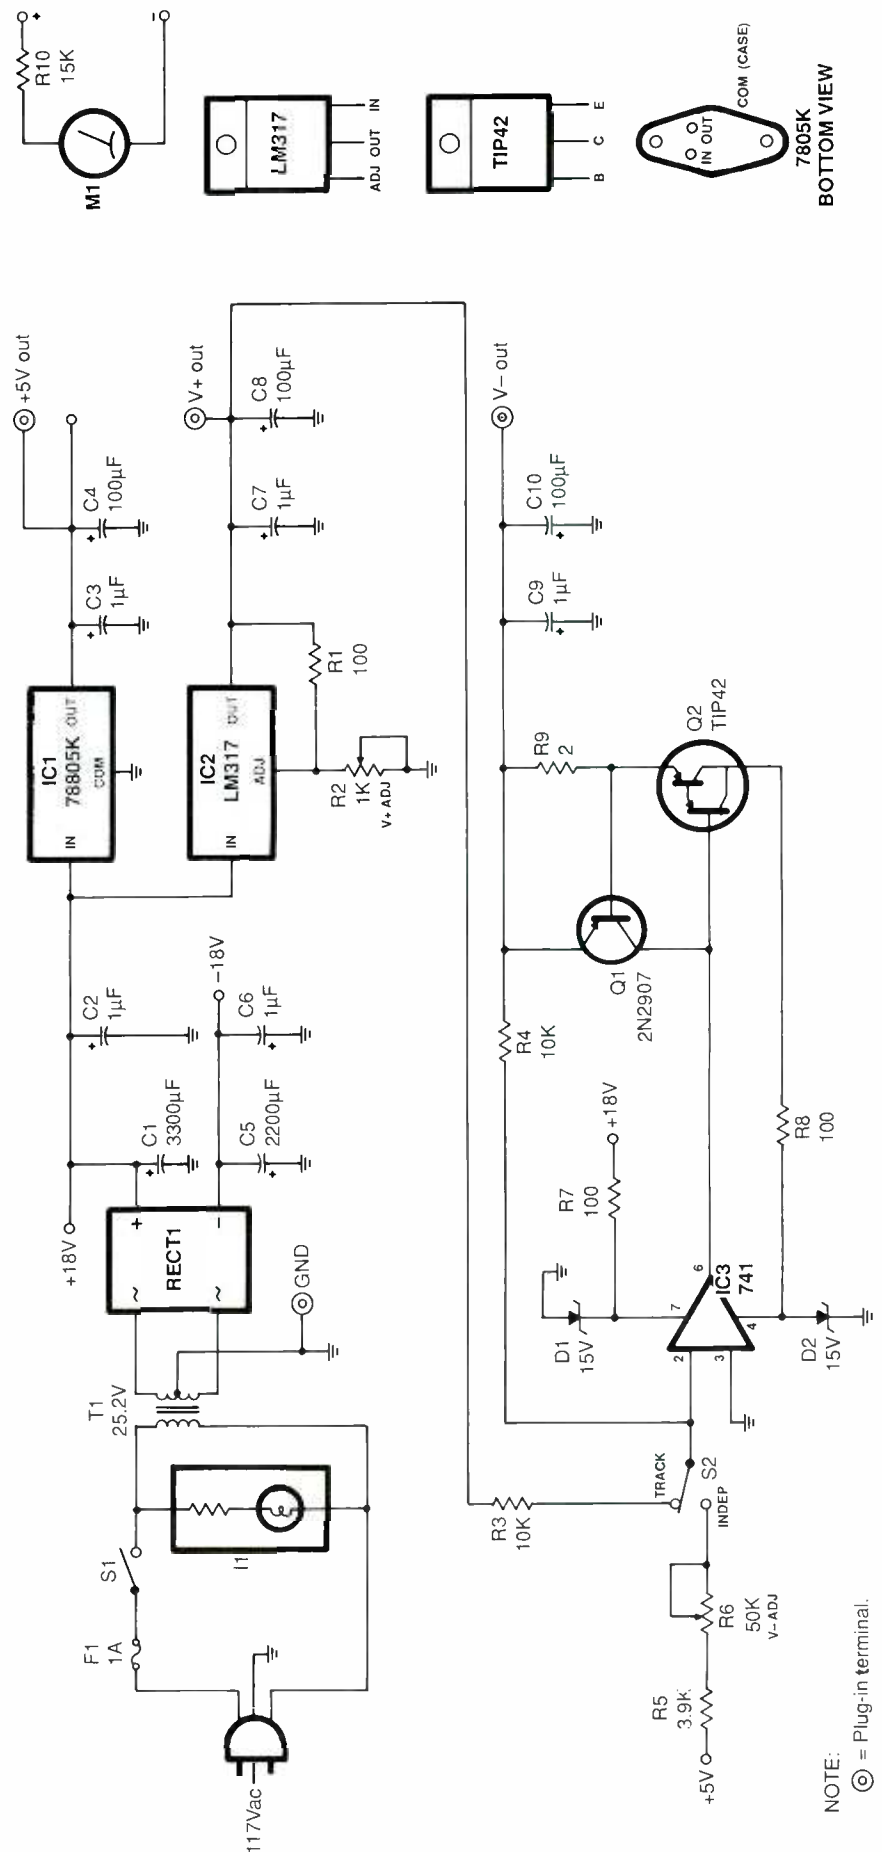 117Vac
F1
1A
S1
I1
T1
25.2V
GND
RECT1
~
~
+
−
+18V
C1
3300µF
C2
1µF
C5
2200µF
C6
1µF
−18V
IC1
78805K
IN
OUT
COM
C3
1µF
C4
100µF
+5V out
IC2
LM317
IN
OUT
ADJ
R1
100
R2
1K
V+ ADJ
C7
1µF
C8
100µF
V+ out
M1
R10
15K
+
−
LM317
ADJ
OUT
IN
TIP42
B
C
E
IN
OUT
COM (CASE)
7805K
BOTTOM VIEW
+5V
R5
3.9K
R6
50K
V− ADJ
R3
10K
TRACK
S2
INDEP
2
3
7
6
4
IC3
741
D1
15V
D2
15V
R7
100
+18V
R8
100
R4
10K
Q1
2N2907
R9
2
Q2
TIP42
C9
1µF
C10
100µF
V− out
NOTE:
= Plug-in terminal.